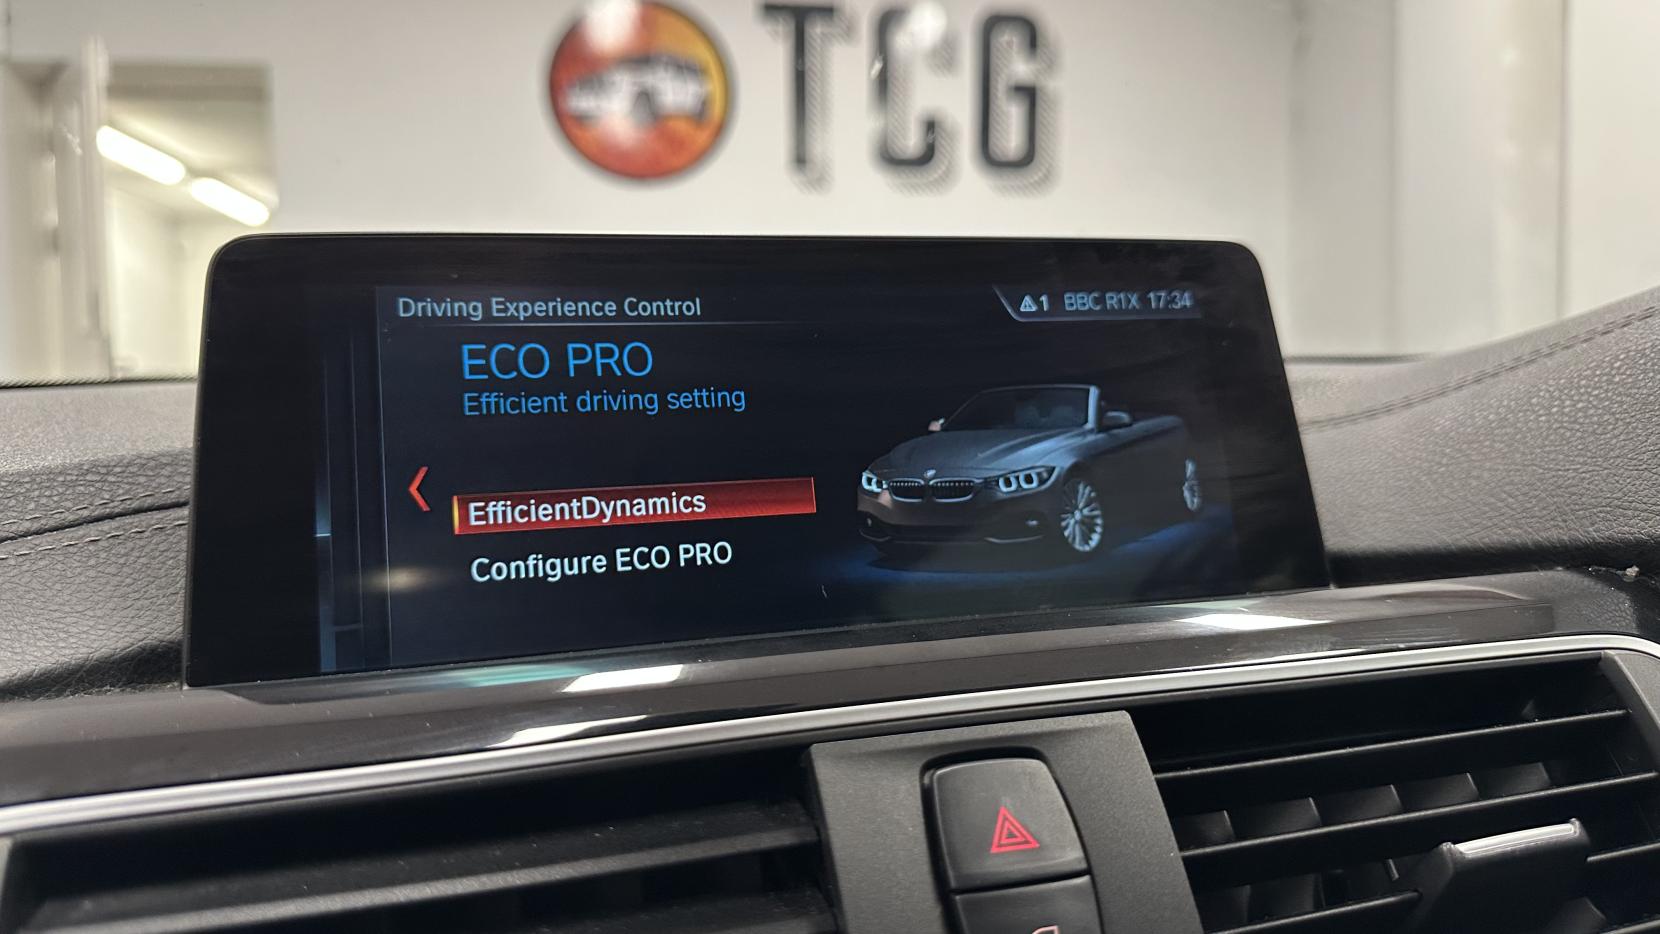 TCG
Driving Experience Control
1 BBC R1X 17:34
ECO PRO
Efficient driving setting
EfficientDynamics
Configure ECO PRO